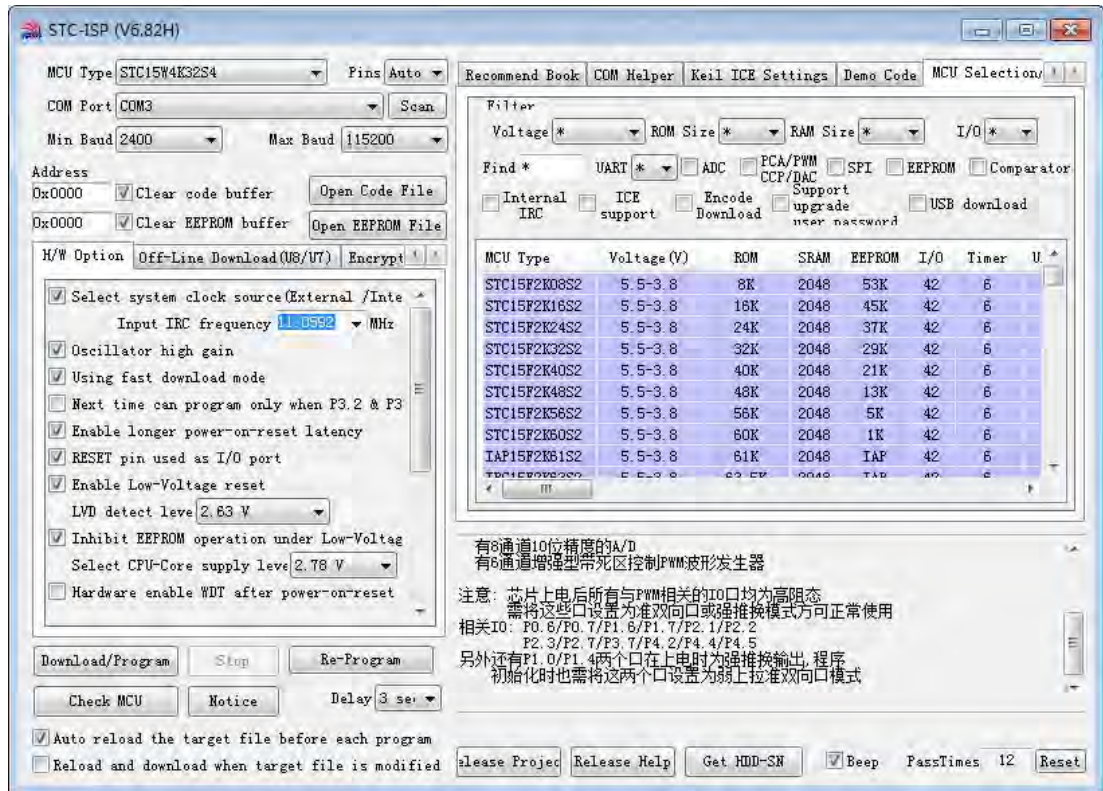 STC-ISP (V6.82H)
MCU Type STC15W4K32S4 Pins Auto
COM Port COM3 Scan
Min Baud 2400 Max Baud 115200
Address
0x0000 Clear code buffer Open Code File
0x0000 Clear EEPROM buffer Open EEPROM File
H/W Option Off-Line Download(U8/U7) Encrypt
Select system clock source(External /Inte
Input IRC frequency 11.0592 MHz
Oscillator high gain
Using fast download mode
Next time can program only when P3.2 & P3
Enable longer power-on-reset latency
RESET pin used as I/O port
Enable Low-Voltage reset
LVD detect leve 2.63 V
Inhibit EEPROM operation under Low-Voltag
Select CPU-Core supply leve 2.78 V
Hardware enable WDT after power-on-reset
Download/Program Stop Re-Program
Check MCU Notice Delay 3 se
Auto reload the target file before each program
Reload and download when target file is modified
Recommend Book COM Helper Keil ICE Settings Demo Code MCU Selection/
Filter
Voltage * ROM Size * RAM Size * I/O *
Find * UART * ADC PCA/PWM CCP/DAC SPI EEPROM Comparator
Internal IRC ICE support Encode Download Support upgrade user password USB download
MCU Type Voltage(V) ROM SRAM EEPROM I/O Timer U
STC15F2K08S2 5.5-3.8 8K 2048 53K 42 6
STC15F2K16S2 5.5-3.8 16K 2048 45K 42 6
STC15F2K24S2 5.5-3.8 24K 2048 37K 42 6
STC15F2K32S2 5.5-3.8 32K 2048 29K 42 6
STC15F2K40S2 5.5-3.8 40K 2048 21K 42 6
STC15F2K48S2 5.5-3.8 48K 2048 13K 42 6
STC15F2K56S2 5.5-3.8 56K 2048 5K 42 6
STC15F2K60S2 5.5-3.8 60K 2048 1K 42 6
IAP15F2K61S2 5.5-3.8 61K 2048 IAP 42 6
有8通道10位精度的A/D
有6通道增强型带死区控制PWM波形发生器
注意: 芯片上电后所有与PWM相关的IO口均为高阻态
需将这些口设置为准双向口或强推换模式方可正常使用
相关IO: P0.6/P0.7/P1.6/P1.7/P2.1/P2.2
P2.3/P2.7/P3.7/P4.2/P4.4/P4.5
另外还有P1.0/P1.4两个口在上电时为强推换输出,程序
初始化时也需将这两个口设置为弱上拉准双向口模式
elease Projec Release Help Get HDD-SN Beep PassTimes 12 Reset